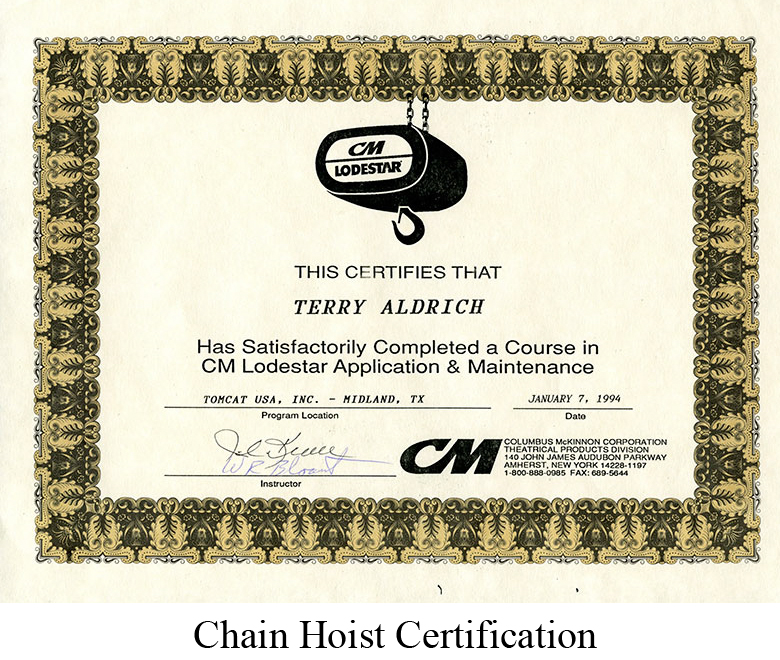 CM
LODESTAR
THIS CERTIFIES THAT
TERRY ALDRICH
Has Satisfactorily Completed a Course in
CM Lodestar Application & Maintenance
TOMCAT USA, INC. - MIDLAND, TX
JANUARY 7, 1994
Program Location
Date
W R Blount
Instructor
CM
COLUMBUS McKINNON CORPORATION
THEATRICAL PRODUCTS DIVISION
140 JOHN JAMES AUDUBON PARKWAY
AMHERST, NEW YORK 14228-1197
1-800-888-0985 FAX: 689-5644
Chain Hoist Certification